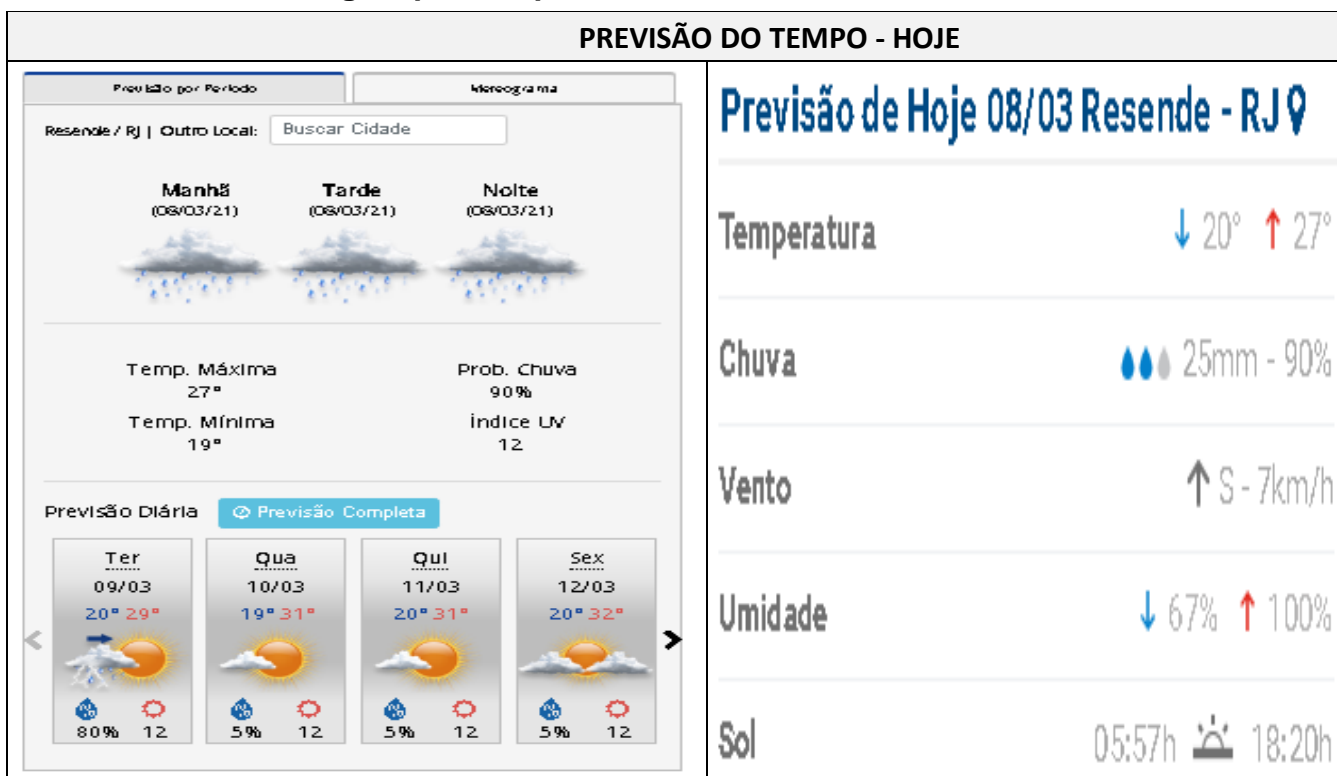 PREVISÃO DO TEMPO - HOJE
Previsão por Período
Meteograma
Resende / RJ | Outro Local: Buscar Cidade
Manhã Tarde Noite
(08/03/21) (08/03/21) (08/03/21)
Temp. Máxima Prob. Chuva
27° 90%
Temp. Mínima Índice UV
19° 12
Previsão Diária Previsão Completa
Ter Qua Qui Sex
09/03 10/03 11/03 12/03
20° 29° 19° 31° 20° 31° 20° 32°
80% 12 5% 12 5% 12 5% 12
Previsão de Hoje 08/03 Resende - RJ
Temperatura ↓ 20° ↑ 27°
Chuva 25mm - 90%
Vento ↑ S - 7km/h
Umidade ↓ 67% ↑ 100%
Sol 05:57h 18:20h